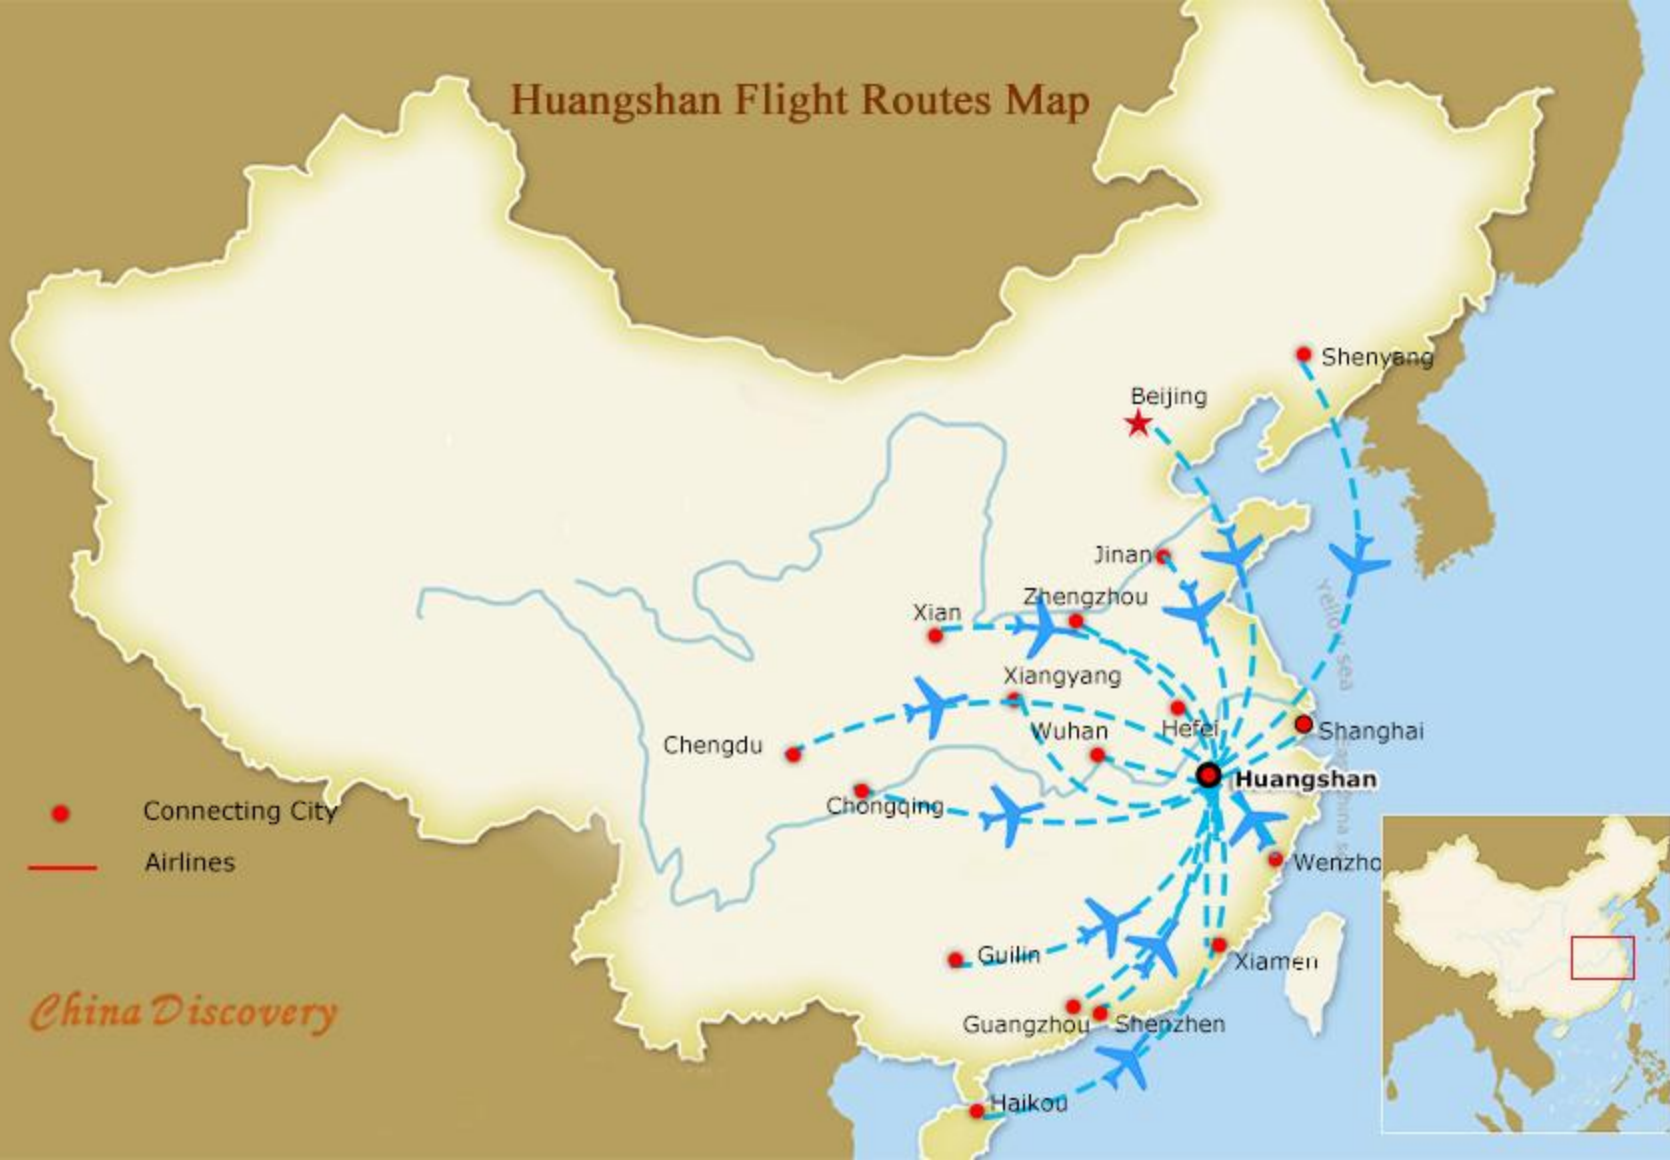 Huangshan Flight Routes Map
Shenyang
Beijing
Jinan
Zhengzhou
Xian
Yellow sea
Xiangyang
Hefei
Wuhan
Shanghai
Chengdu
Huangshan
Chongqing
Connecting City
Airlines
Wenzho
Guilin
Xiamen
China Discovery
Guangzhou
Shenzhen
Haikou